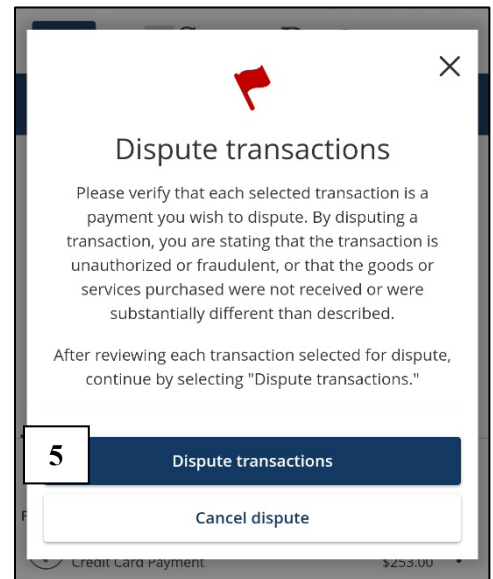 Dispute transactions
Please verify that each selected transaction is a
payment you wish to dispute. By disputing a
transaction, you are stating that the transaction is
unauthorized or fraudulent, or that the goods or
services purchased were not received or were
substantially different than described.
After reviewing each transaction selected for dispute,
continue by selecting "Dispute transactions."
5
Dispute transactions
Cancel dispute
Credit Card Payment $253.00